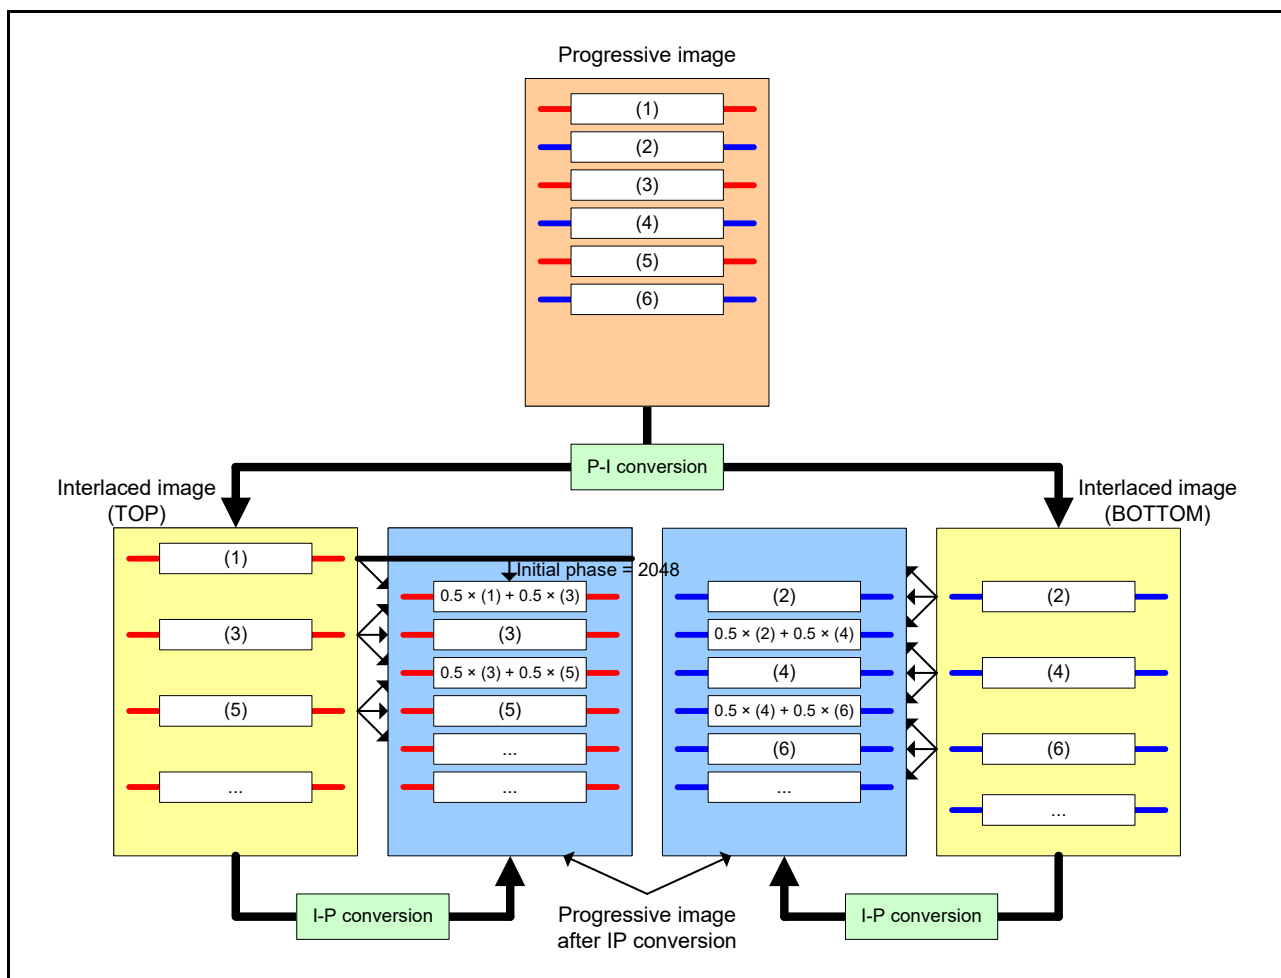 Progressive image
(1)
(2)
(3)
(4)
(5)
(6)
P-I conversion
Interlaced image
(TOP)
Interlaced image
(BOTTOM)
(1)
(3)
(5)
...
Initial phase = 2048
0.5 × (1) + 0.5 × (3)
(3)
0.5 × (3) + 0.5 × (5)
(5)
...
...
(2)
0.5 × (2) + 0.5 × (4)
(4)
0.5 × (4) + 0.5 × (6)
(6)
...
(2)
(4)
(6)
...
I-P conversion
Progressive image
after IP conversion
I-P conversion